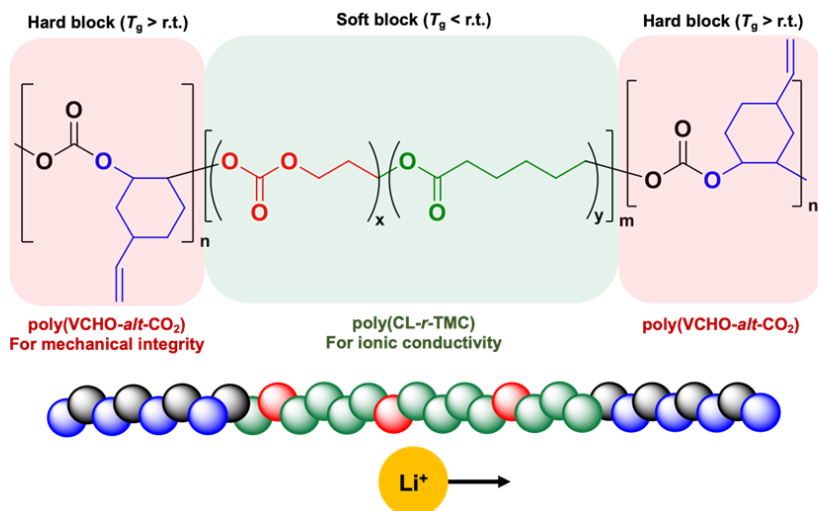 Hard block (Tg > r.t.)
Soft block (Tg < r.t.)
Hard block (Tg > r.t.)
O
O
O
n
O
O
O
x
O
O
y
m
O
O
O
n
poly(VCHO-alt-CO2)
For mechanical integrity
poly(CL-r-TMC)
For ionic conductivity
poly(VCHO-alt-CO2)
Li+